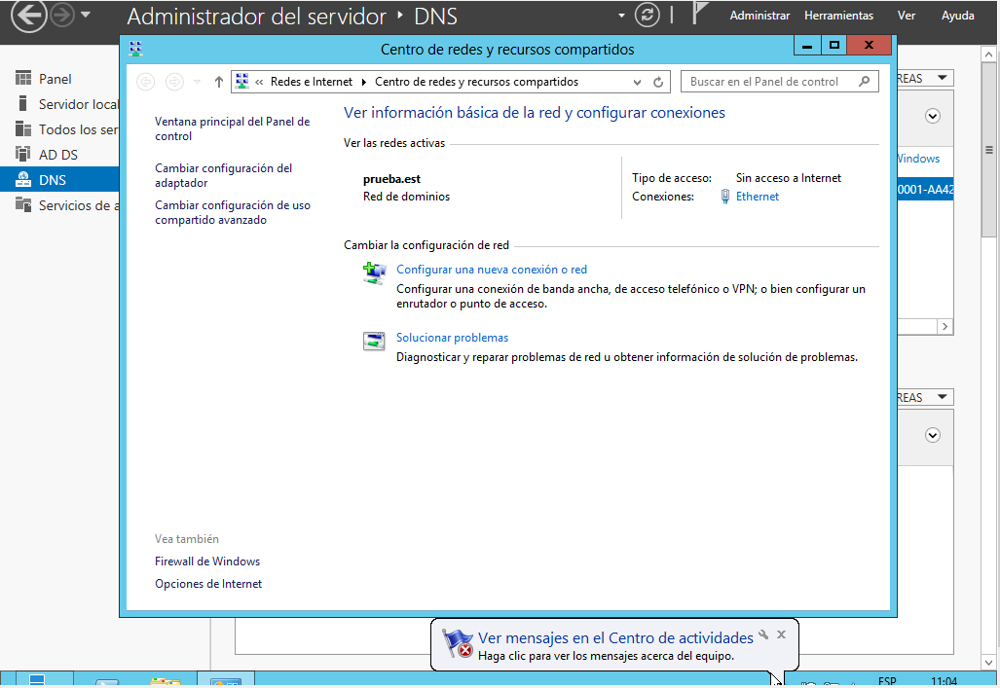 Administrador del servidor ‣ DNS
Administrar Herramientas Ver Ayuda
Centro de redes y recursos compartidos
Panel
Servidor local
Todos los ser
AD DS
DNS
Servicios de a
« Redes e Internet ▸ Centro de redes y recursos compartidos
Buscar en el Panel de control
Ventana principal del Panel de
control
Cambiar configuración del
adaptador
Cambiar configuración de uso
compartido avanzado
Ver información básica de la red y configurar conexiones
Ver las redes activas
prueba.est
Red de dominios
Tipo de acceso: Sin acceso a Internet
Conexiones: Ethernet
Cambiar la configuración de red
Configurar una nueva conexión o red
Configurar una conexión de banda ancha, de acceso telefónico o VPN; o bien configurar un
enrutador o punto de acceso.
Solucionar problemas
Diagnosticar y reparar problemas de red u obtener información de solución de problemas.
Vea también
Firewall de Windows
Opciones de Internet
REAS
Windows
0001-AA42
REAS
Ver mensajes en el Centro de actividades
Haga clic para ver los mensajes acerca del equipo.
ESP
11:04